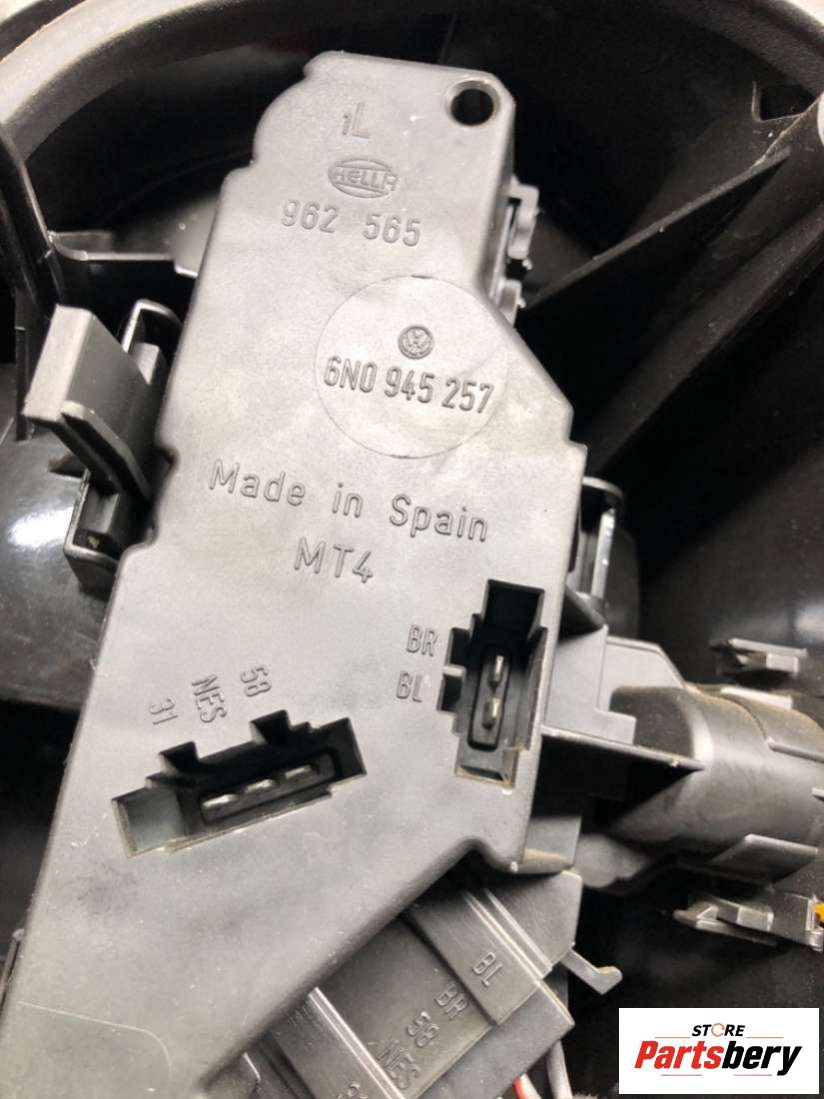 1L
HELLA
962 565
6N0 945 257
Made in Spain
MT4
BR
BL
58
NES
31
BL
BR
58
NES
STORE
Partsbery